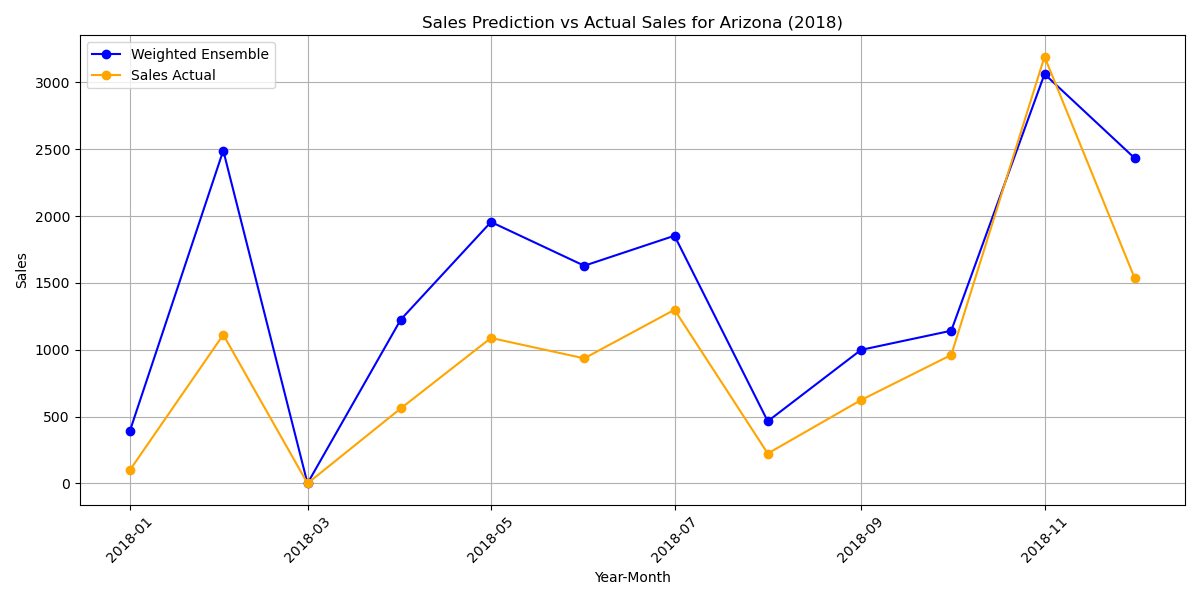 Sales Prediction vs Actual Sales for Arizona (2018)
Weighted Ensemble
Sales Actual
3000
2500
2000
1500
1000
500
0
Sales
2018-01
2018-03
2018-05
2018-07
2018-09
2018-11
Year-Month